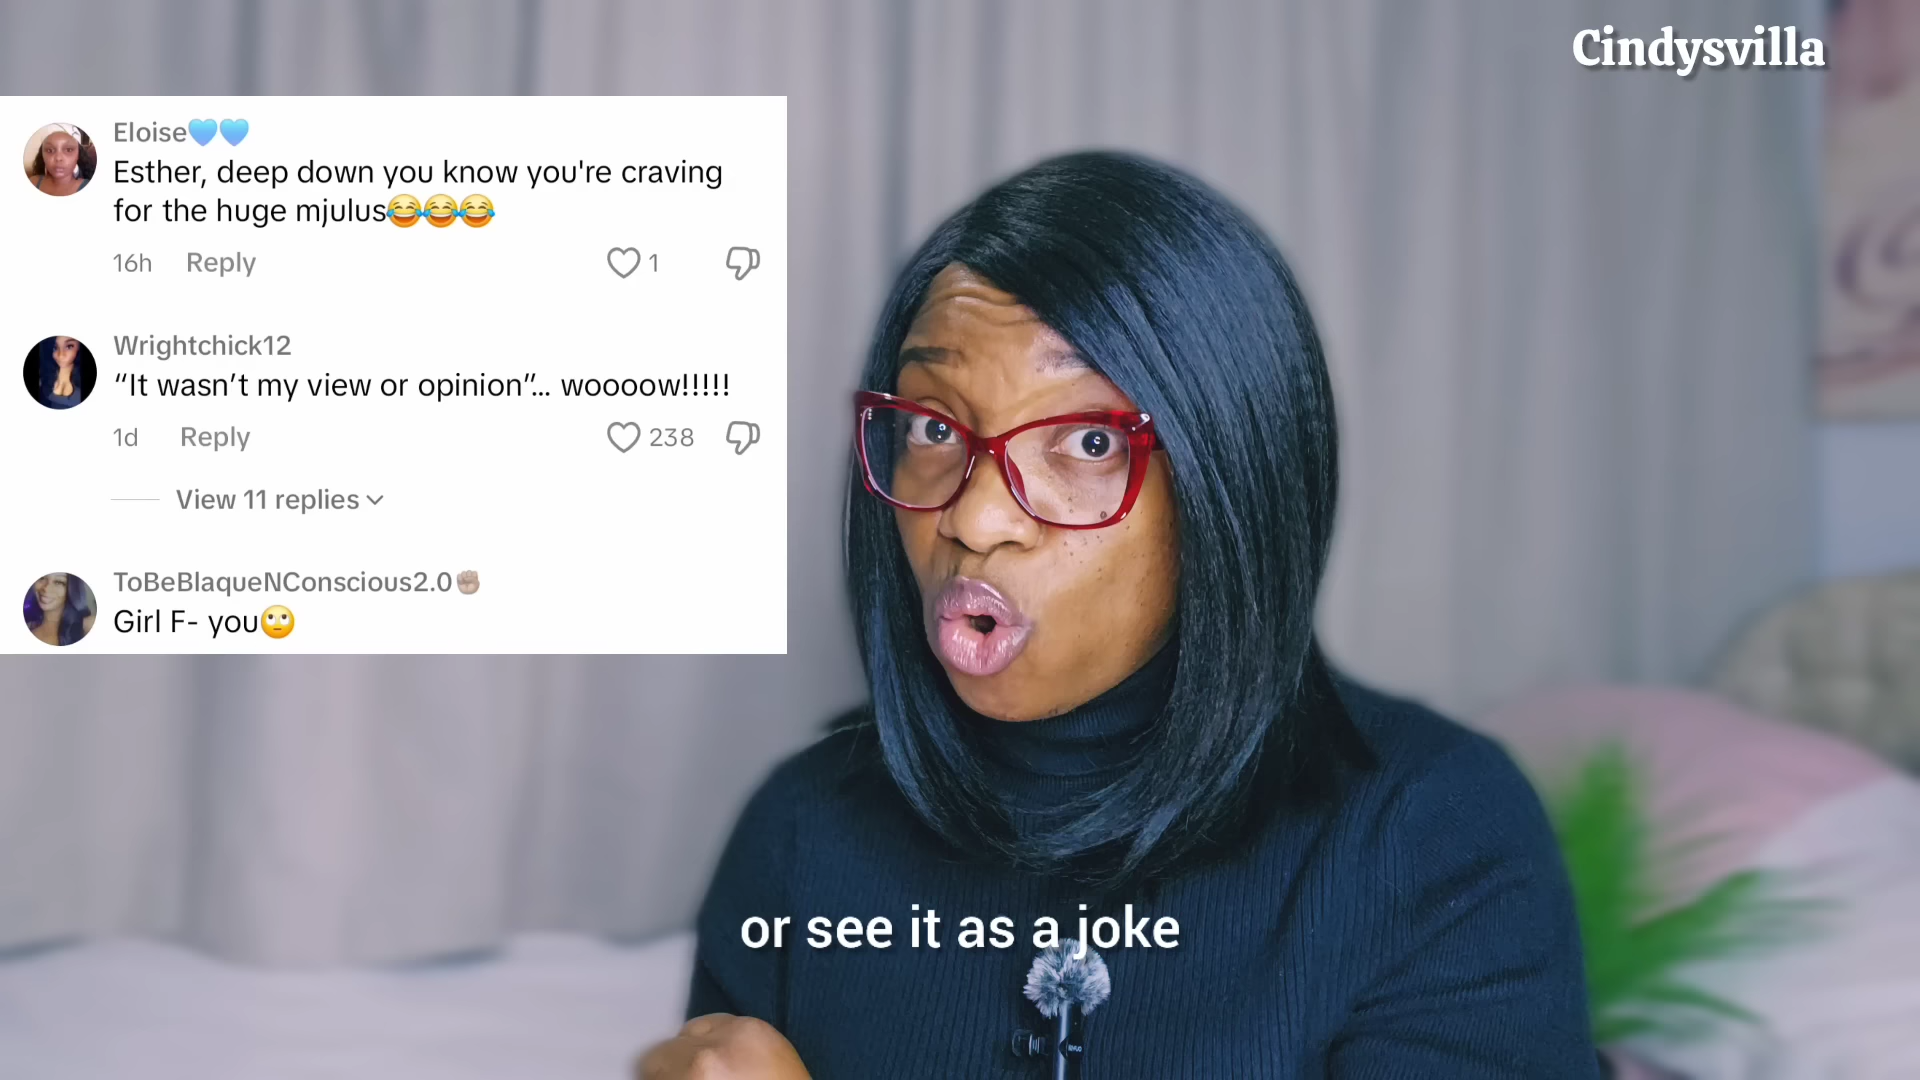 Cindysvilla
Eloise🩵🩵
Esther, deep down you know you're craving
for the huge mjulus😂😂😂
16h Reply 1
Wrightchick12
“It wasn’t my view or opinion”... woooow!!!!!
1d Reply 238
View 11 replies
ToBeBlaqueNConscious2.0✊🏽
Girl F- you🙄
or see it as a joke